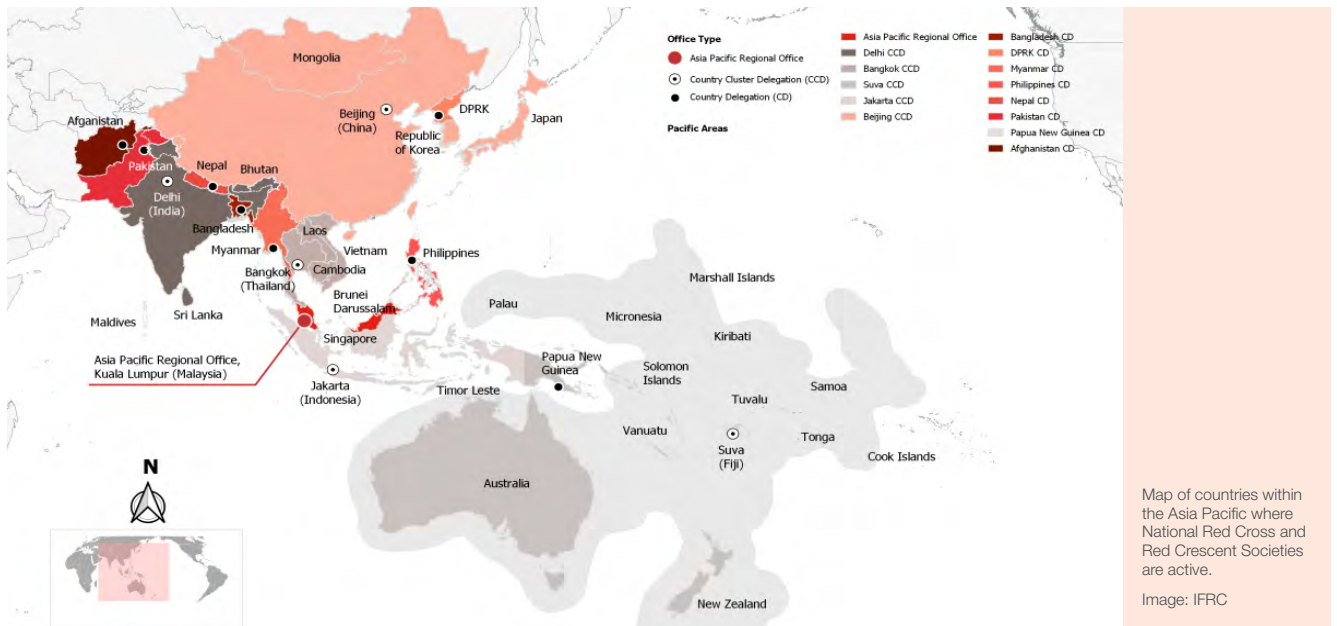 Office Type
Asia Pacific Regional Office
Country Cluster Delegation (CCD)
Country Delegation (CD)
Pacific Areas
Asia Pacific Regional Office
Delhi CCD
Bangkok CCD
Suva CCD
Jakarta CCD
Beijing CCD
Bangladesh CD
DPRK CD
Myanmar CD
Philippines CD
Nepal CD
Pakistan CD
Papua New Guinea CD
Afghanistan CD
Mongolia
Beijing
(China)
DPRK
Japan
Republic
of Korea
Afganistan
Pakistan
Nepal
Bhutan
Delhi
(India)
Bangladesh
Laos
Myanmar
Vietnam
Philippines
Bangkok
(Thailand)
Cambodia
Brunei
Darussalam
Maldives
Sri Lanka
Singapore
Asia Pacific Regional Office,
Kuala Lumpur (Malaysia)
Jakarta
(Indonesia)
Timor Leste
Papua New
Guinea
Palau
Micronesia
Marshall Islands
Kiribati
Solomon
Islands
Tuvalu
Samoa
Vanuatu
Suva
(Fiji)
Tonga
Cook Islands
Australia
New Zealand
N
Map of countries within
the Asia Pacific where
National Red Cross and
Red Crescent Societies
are active.
Image: IFRC